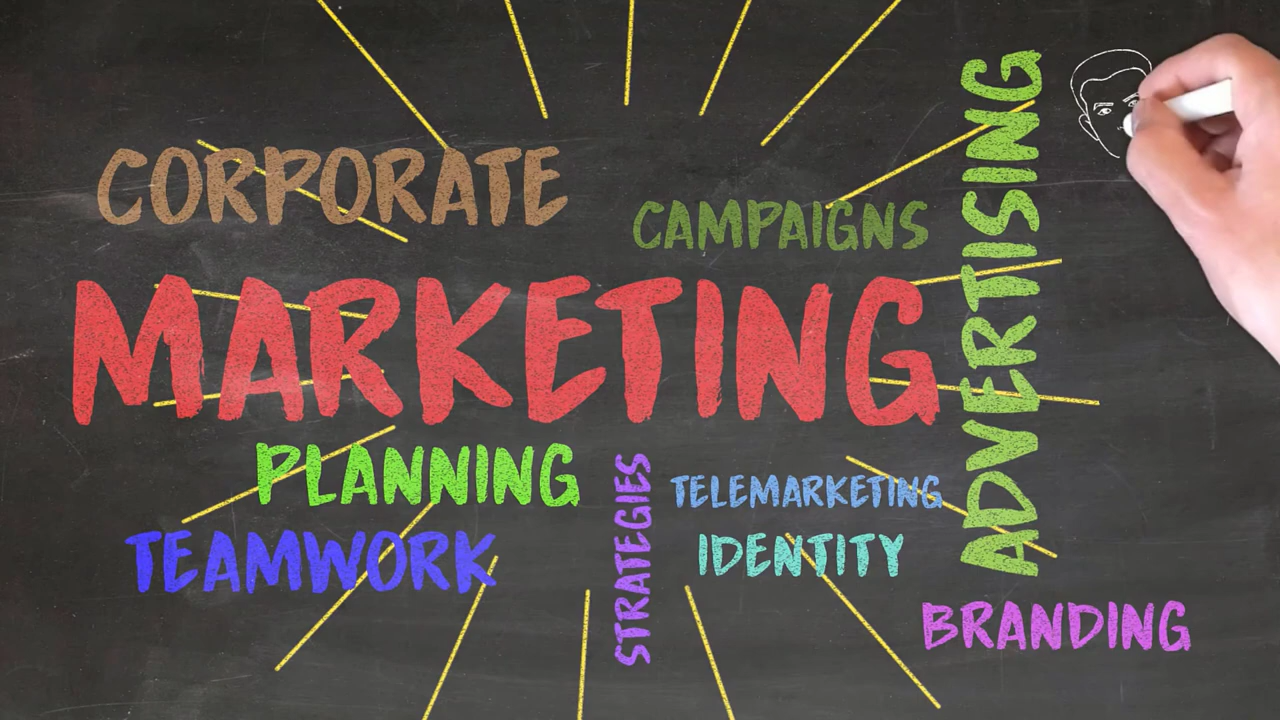 CORPORATE
CAMPAIGNS
ADVERTISING
MARKETING
PLANNING
STRATEGIES
TELEMARKETING
TEAMWORK
IDENTITY
BRANDING